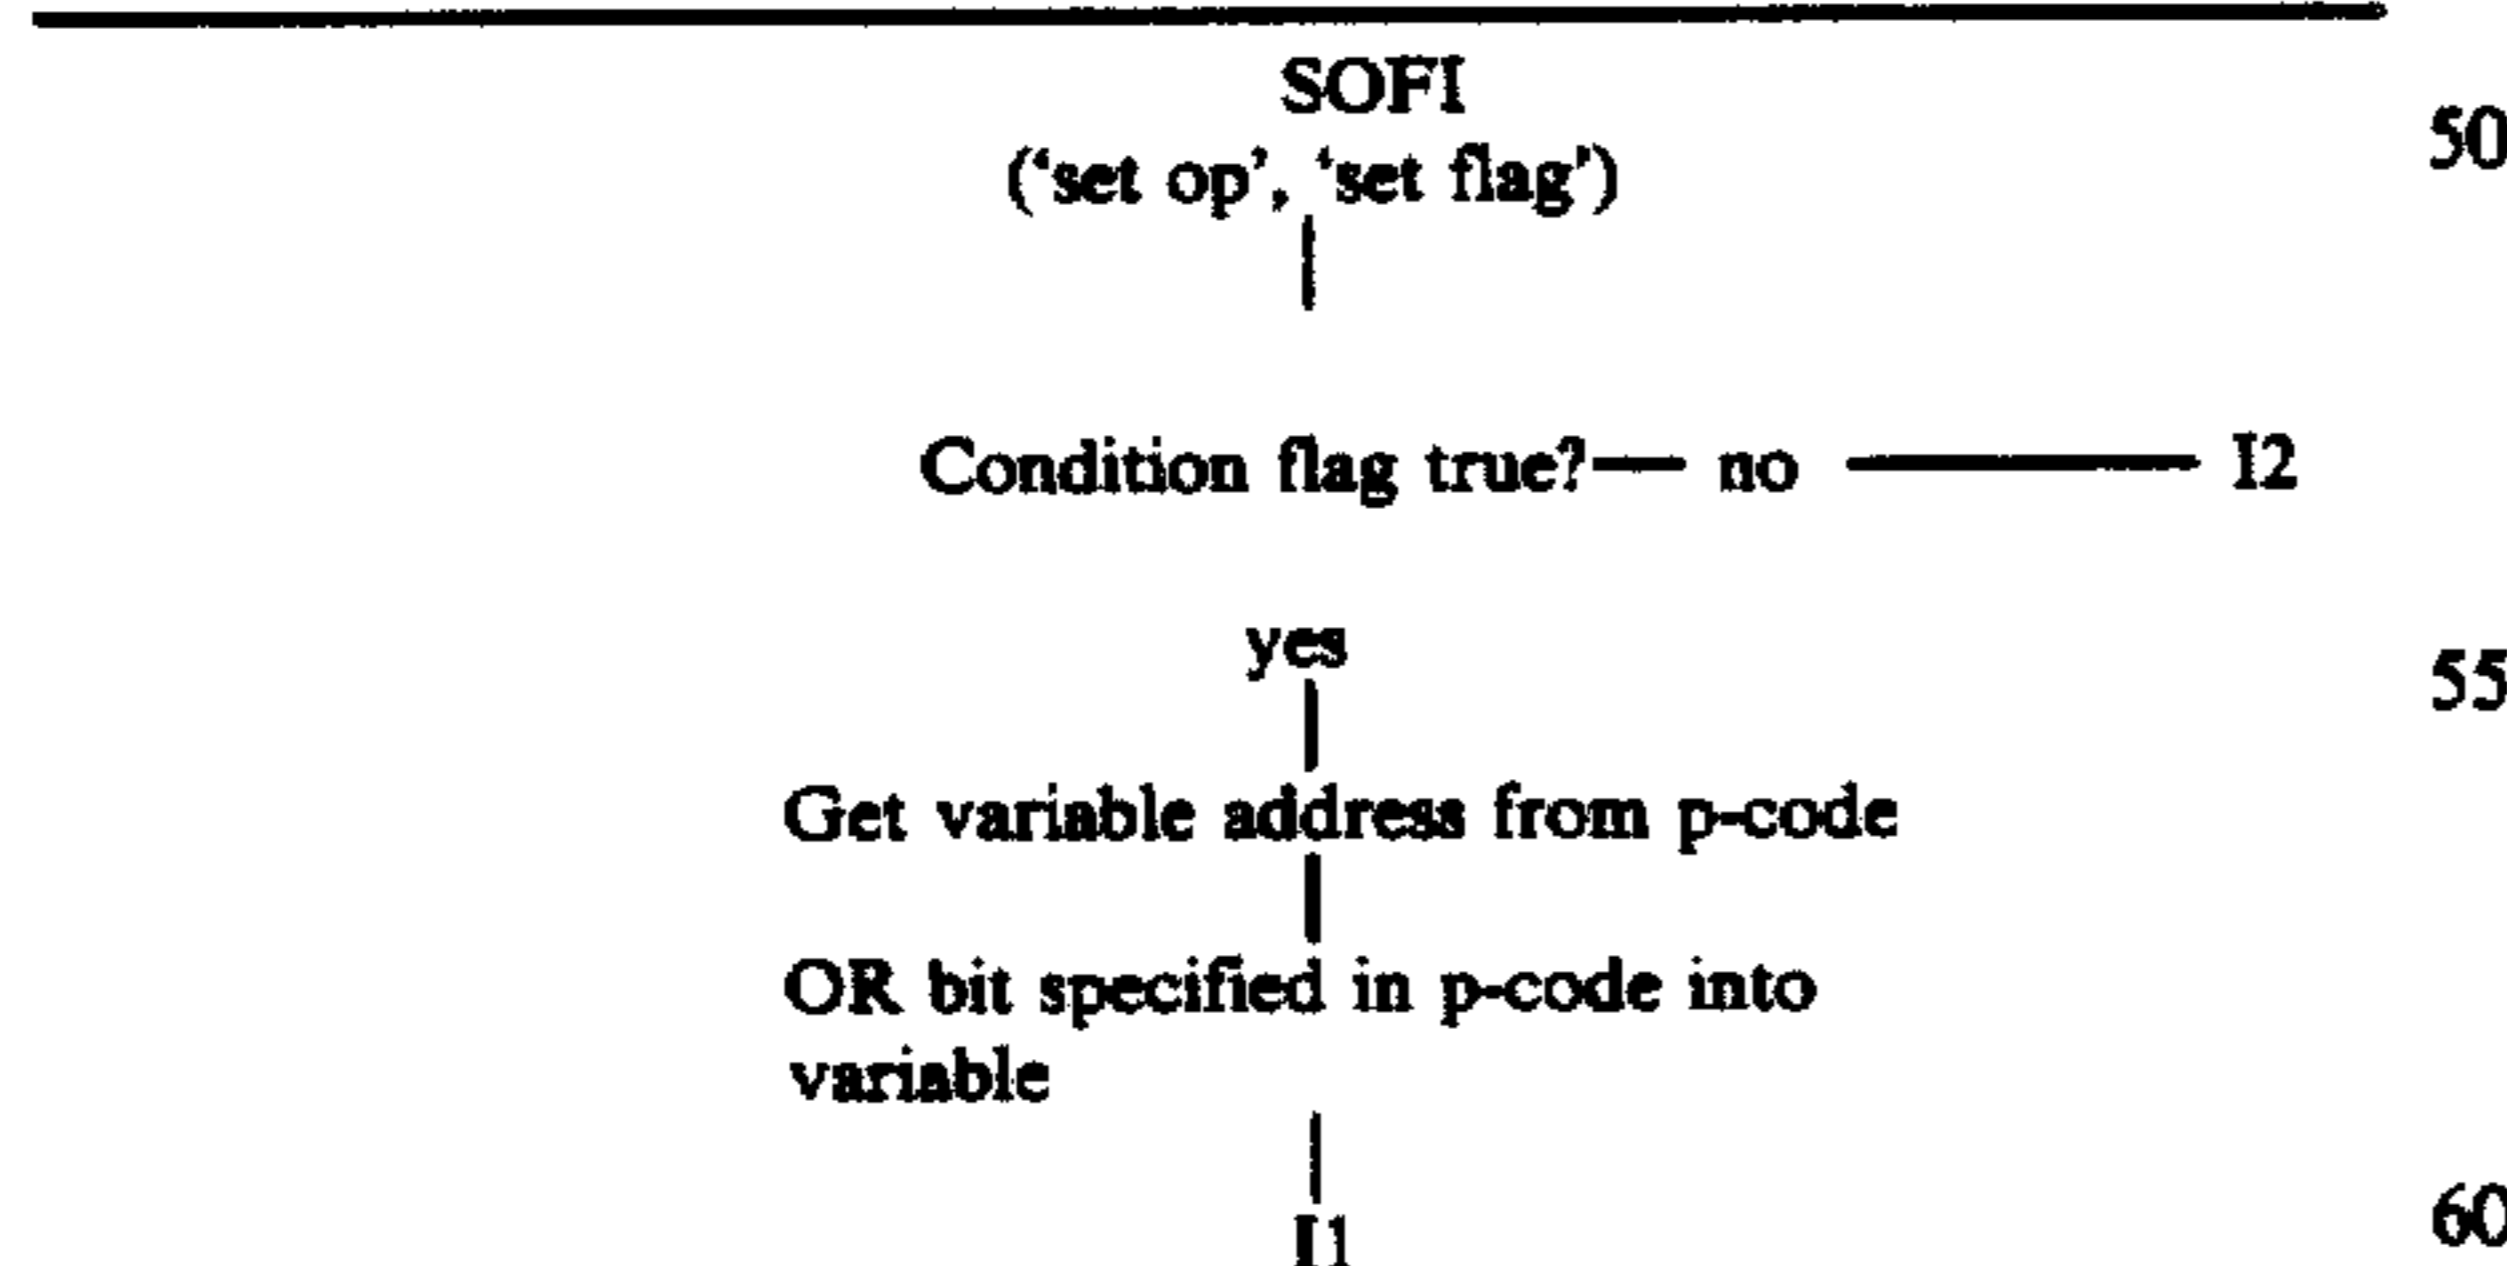 SOFI
50
(‘set op’, ‘set flag’)
Condition flag true? no I2
yes
55
Get variable address from p-code
OR bit specified in p-code into
variable
I1
60